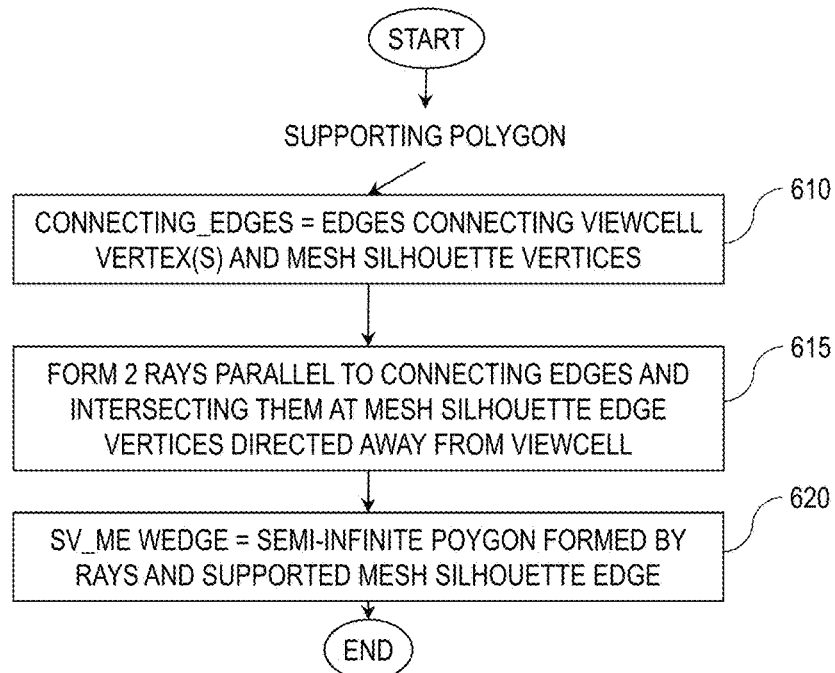 START
SUPPORTING POLYGON
610
CONNECTING_EDGES = EDGES CONNECTING VIEWCELL
VERTEX(S) AND MESH SILHOUETTE VERTICES
615
FORM 2 RAYS PARALLEL TO CONNECTING EDGES AND
INTERSECTING THEM AT MESH SILHOUETTE EDGE
VERTICES DIRECTED AWAY FROM VIEWCELL
620
SV_ME WEDGE = SEMI-INFINITE POYGON FORMED BY
RAYS AND SUPPORTED MESH SILHOUETTE EDGE
END